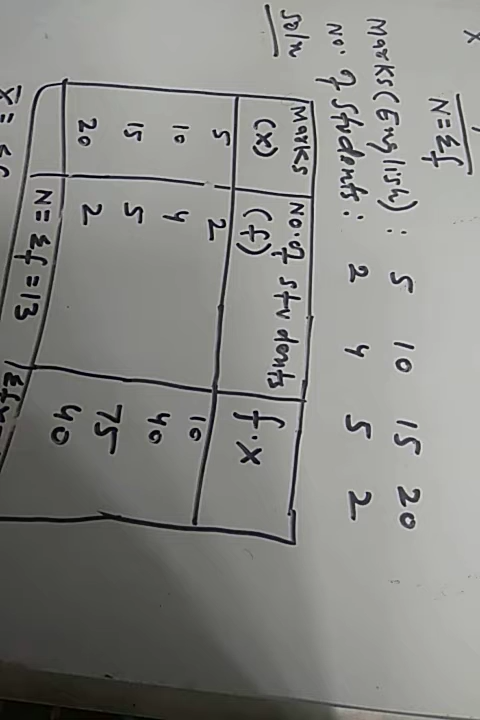 x
N=Σf
Marks (English) : 5 10 15 20
No. of students : 2 4 5 2
Soln
Marks (x) No. of students (f) f.x
5 2 10
10 4 40
15 5 75
20 2 40
N = Σf = 13 Σfx
x̄ =